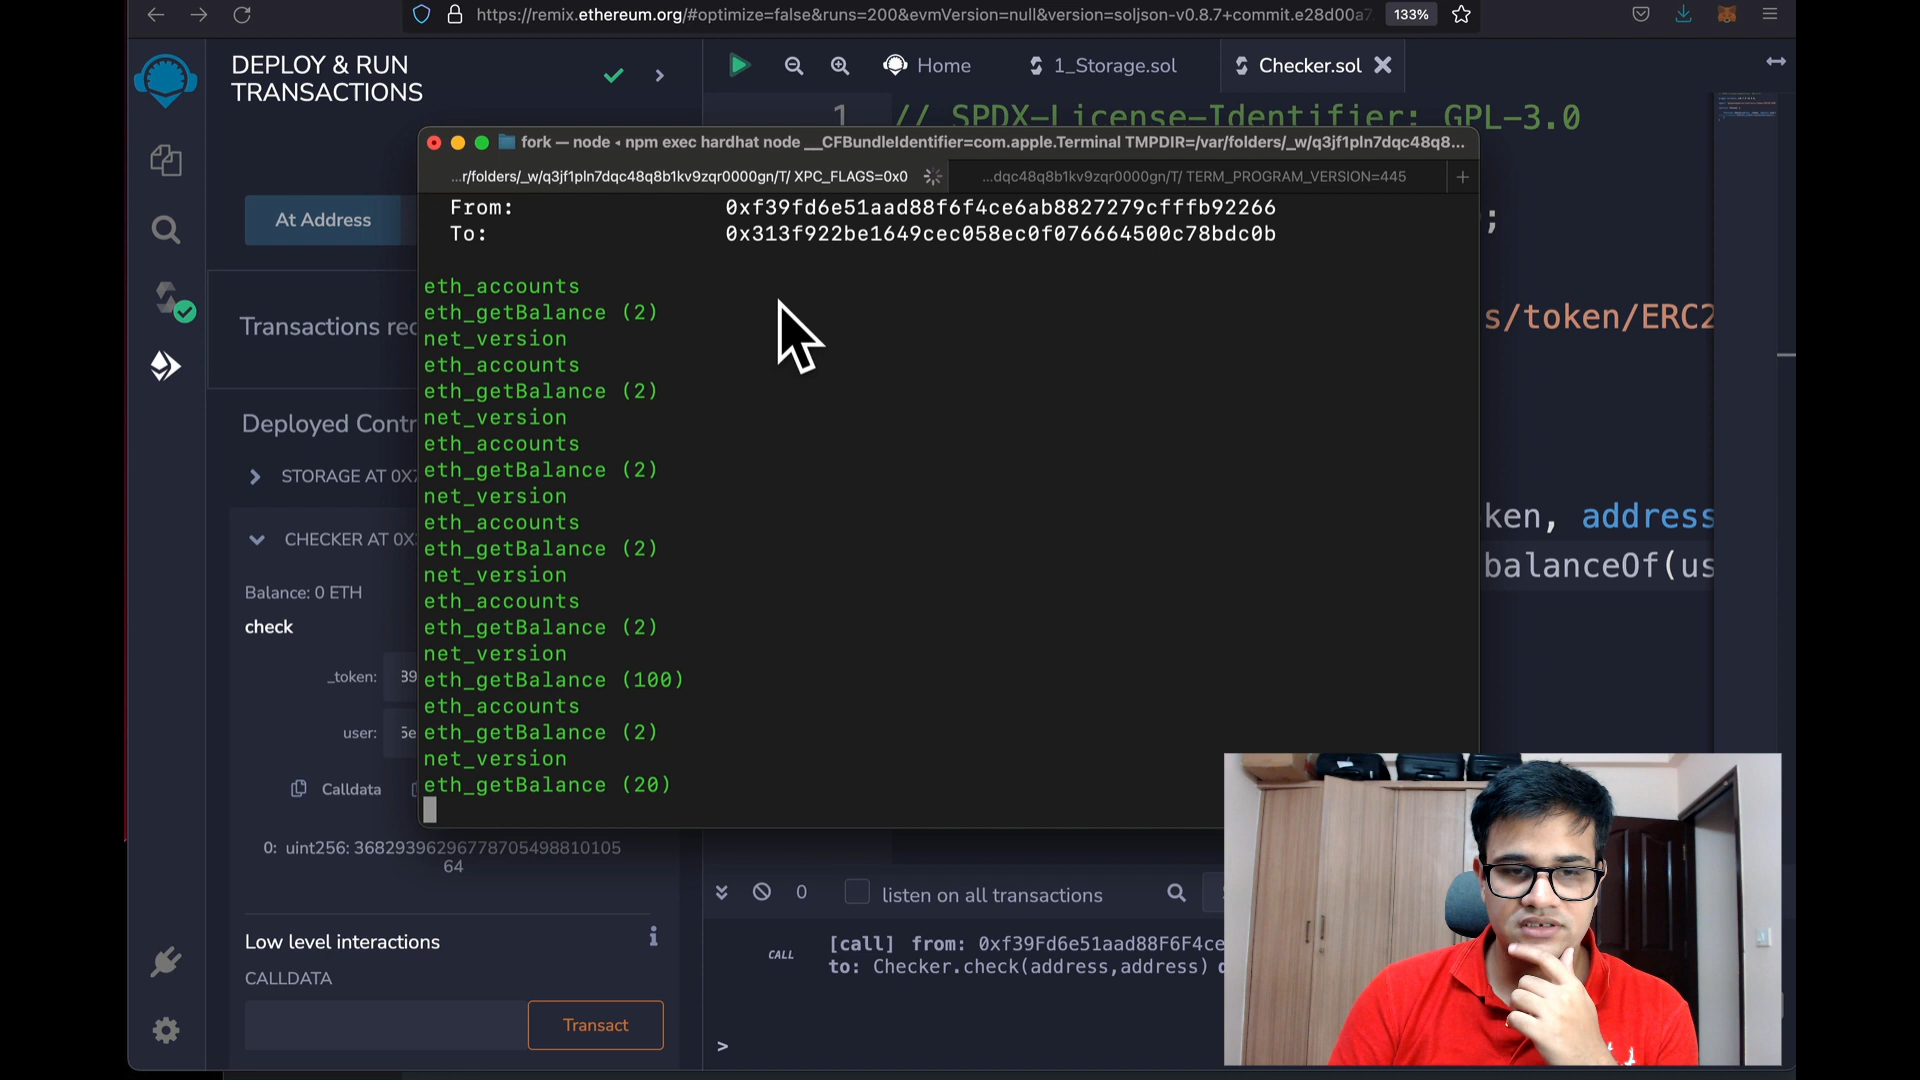 https://remix.ethereum.org/#optimize=false&runs=200&evmVersion=null&version=soljson-v0.8.7+commit.e28d00a7
133%
DEPLOY & RUN
TRANSACTIONS
Home
1_Storage.sol
Checker.sol
1
// SPDX-License-Identifier: GPL-3.0
fork — node ◂ npm exec hardhat node __CFBundleIdentifier=com.apple.Terminal TMPDIR=/var/folders/_w/q3jf1pln7dqc48q8...
...r/folders/_w/q3jf1pln7dqc48q8b1kv9zqr0000gn/T/ XPC_FLAGS=0x0
...dqc48q8b1kv9zqr0000gn/T/ TERM_PROGRAM_VERSION=445
+
From: 0xf39fd6e51aad88f6f4ce6ab8827279cfffb92266
To: 0x313f922be1649cec058ec0f076664500c78bdc0b
eth_accounts
eth_getBalance (2)
net_version
eth_accounts
eth_getBalance (2)
net_version
eth_accounts
eth_getBalance (2)
net_version
eth_accounts
eth_getBalance (2)
net_version
eth_accounts
eth_getBalance (2)
net_version
eth_getBalance (100)
eth_accounts
eth_getBalance (2)
net_version
eth_getBalance (20)
;
s/token/ERC2
ken, address
balanceOf(us
At Address
Transactions rec
Deployed Contr
STORAGE AT 0X
CHECKER AT 0X
Balance: 0 ETH
check
_token: 39
user: 5e
Calldata
0: uint256: 3682939629677870549881010564
Low level interactions
CALLDATA
Transact
0
listen on all transactions
CALL
[call] from: 0xf39Fd6e51aad88F6F4ce
to: Checker.check(address,address)
>